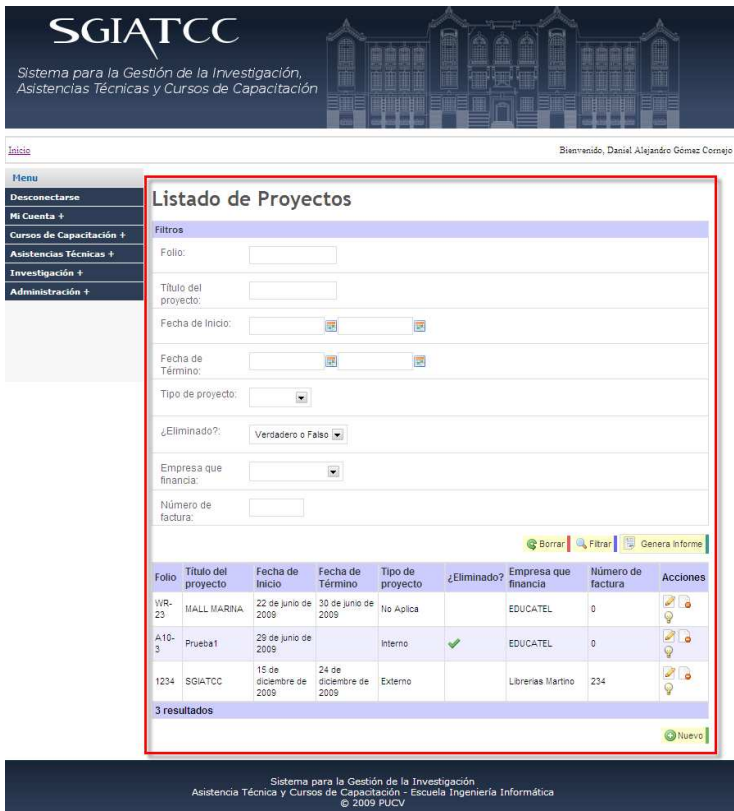 SGIATCC
Sistema para la Gestión de la Investigación,
Asistencias Técnicas y Cursos de Capacitación
Inicio
Bienvenido, Daniel Alejandro Gómez Cornejo
Menu
Desconectarse
Mi Cuenta +
Cursos de Capacitación +
Asistencias Técnicas +
Investigación +
Administración +
Listado de Proyectos
Filtros
Folio:
Título del
proyecto:
Fecha de Inicio:
Fecha de
Término:
Tipo de proyecto:
¿Eliminado?:
Verdadero o Falso
Empresa que
financia:
Número de
factura:
Borrar Filtrar Genera Informe
Folio Título del proyecto Fecha de Inicio Fecha de Término Tipo de proyecto ¿Eliminado? Empresa que financia Número de factura Acciones
WR-23 MALL MARINA 22 de junio de 2009 30 de junio de 2009 No Aplica EDUCATEL 0
A10-3 Prueba1 29 de junio de 2009 Interno EDUCATEL 0
1234 SGIATCC 15 de diciembre de 2009 24 de diciembre de 2009 Externo Librerias Martino 234
3 resultados
Nuevo
Sistema para la Gestión de la Investigación
Asistencia Técnica y Cursos de Capacitación - Escuela Ingeniería Informática
© 2009 PUCV